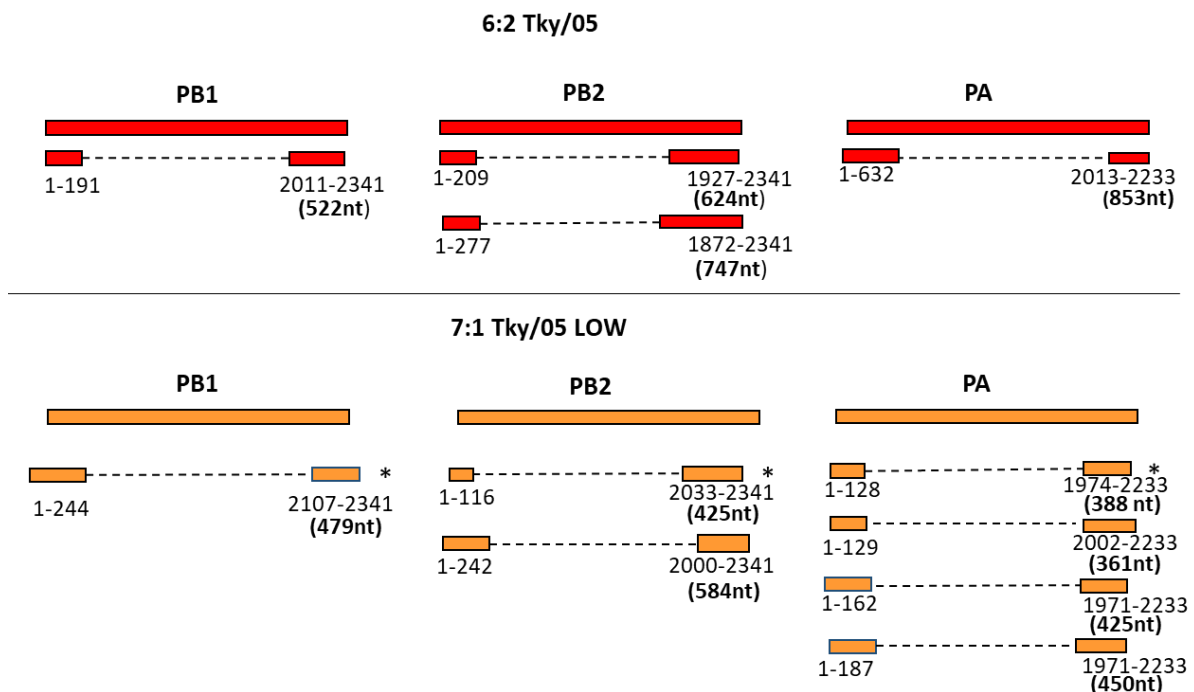 6:2 Tky/05
PB1
PB2
PA
1-191
2011-2341
(522nt)
1-209
1927-2341
(624nt)
1-277
1872-2341
(747nt)
1-632
2013-2233
(853nt)
7:1 Tky/05 LOW
PB1
PB2
PA
*
1-244
2107-2341
(479nt)
*
1-116
2033-2341
(425nt)
1-242
2000-2341
(584nt)
*
1-128
1974-2233
(388 nt)
1-129
2002-2233
(361nt)
1-162
1971-2233
(425nt)
1-187
1971-2233
(450nt)